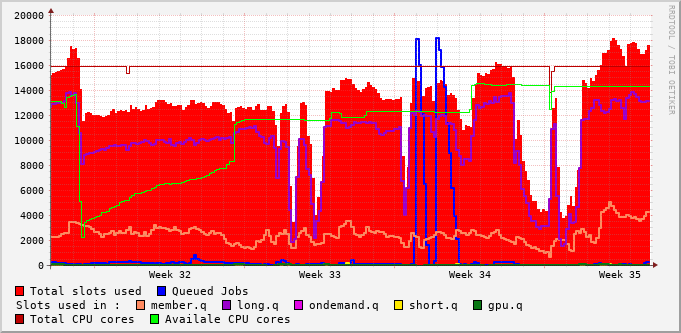 20000
18000
16000
14000
12000
10000
8000
6000
4000
2000
0
Week 32 Week 33 Week 34 Week 35
RRDTOOL / TOBI OETIKER
Total slots used Queued Jobs
Slots used in : member.q long.q ondemand.q short.q gpu.q
Total CPU cores Availale CPU cores